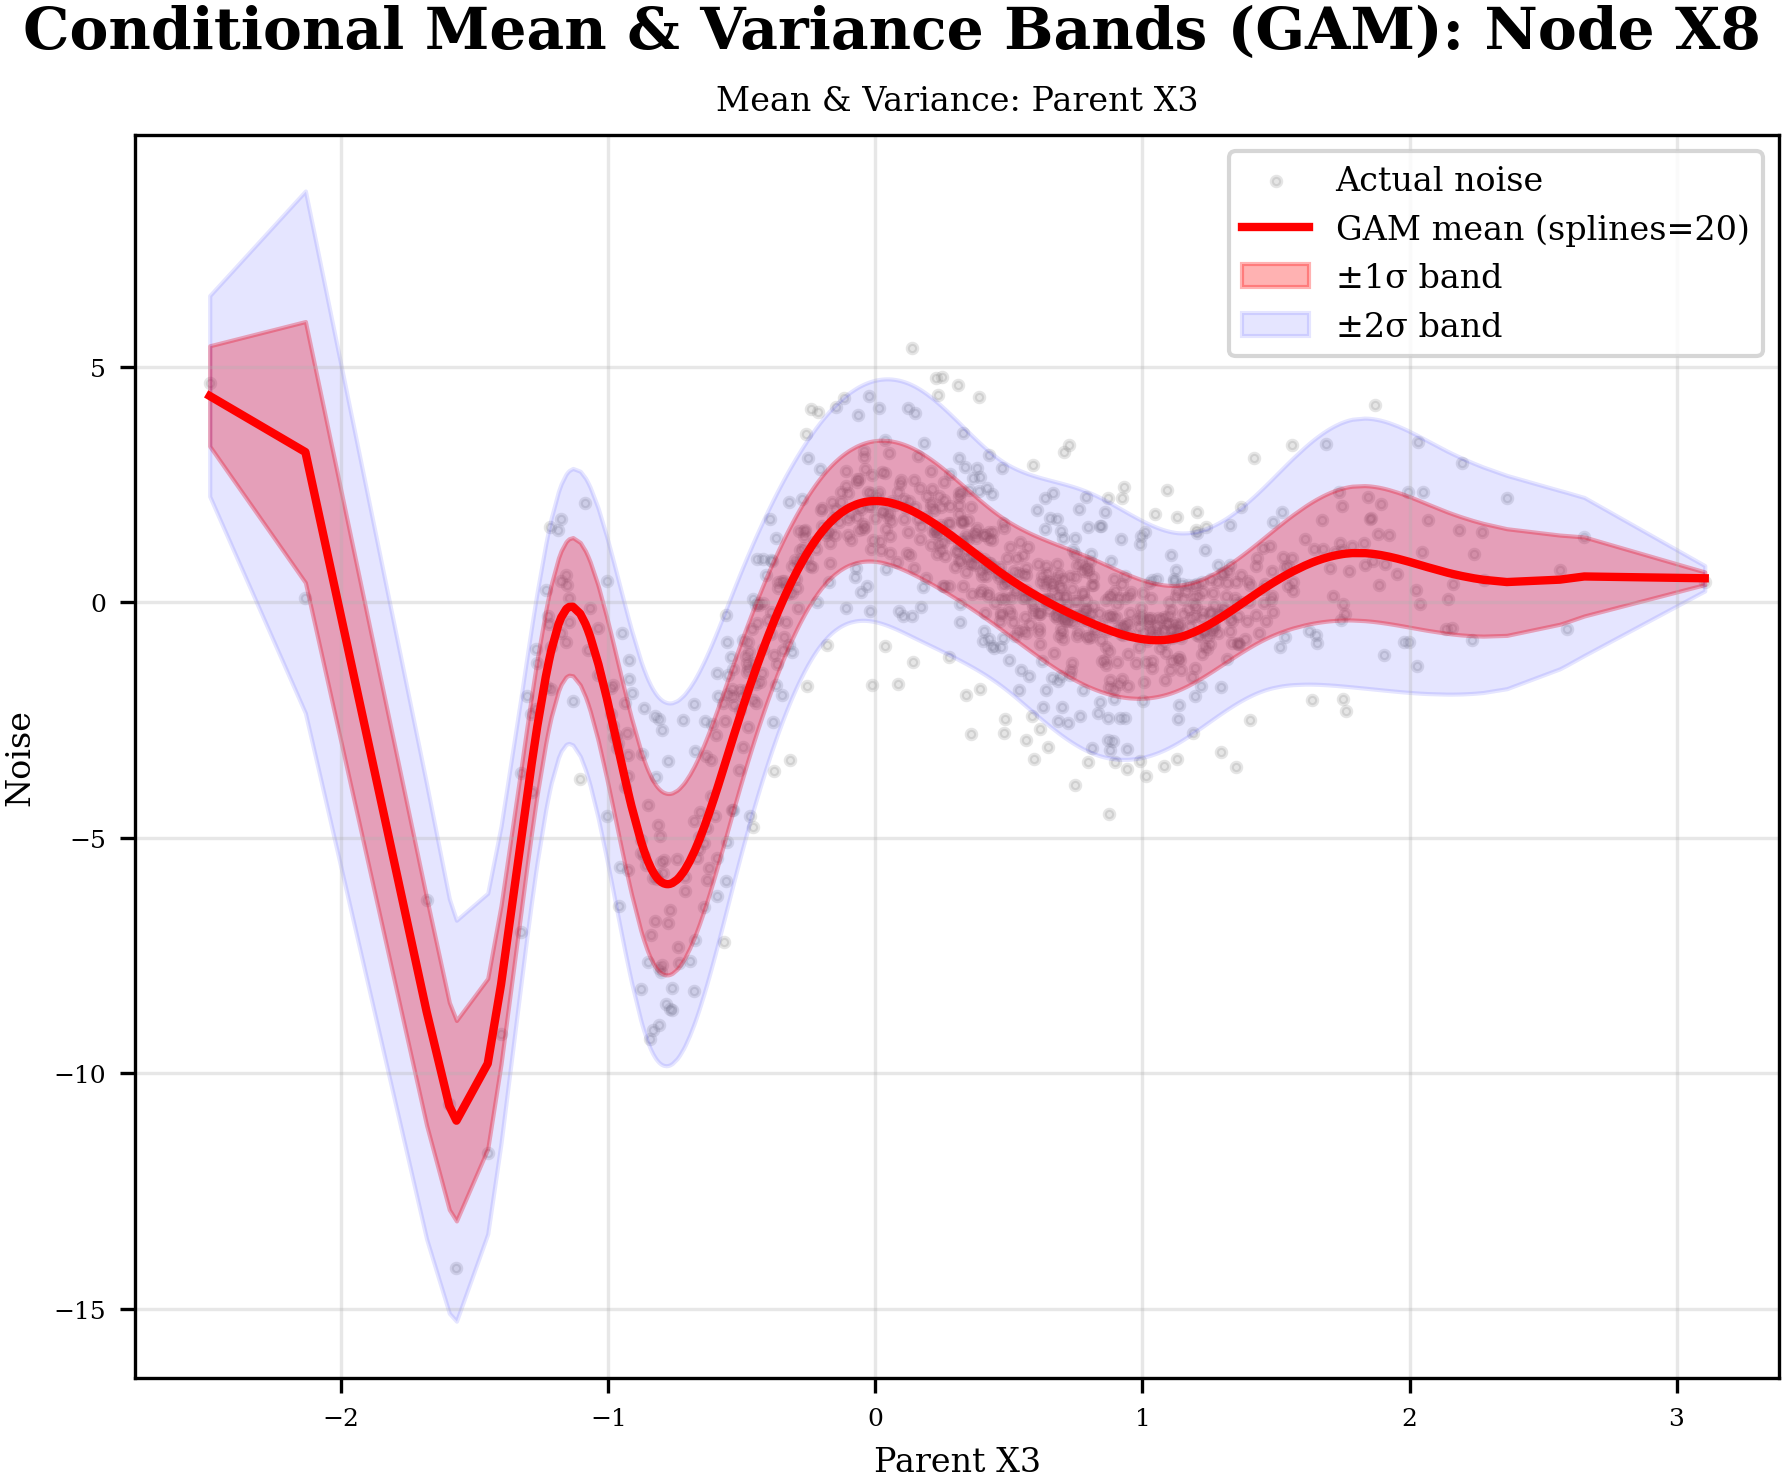 Conditional Mean & Variance Bands (GAM): Node X8
Mean & Variance: Parent X3
Actual noise
GAM mean (splines=20)
±1σ band
±2σ band
5
0
−5
−10
−15
Noise
−2
−1
0
1
2
3
Parent X3